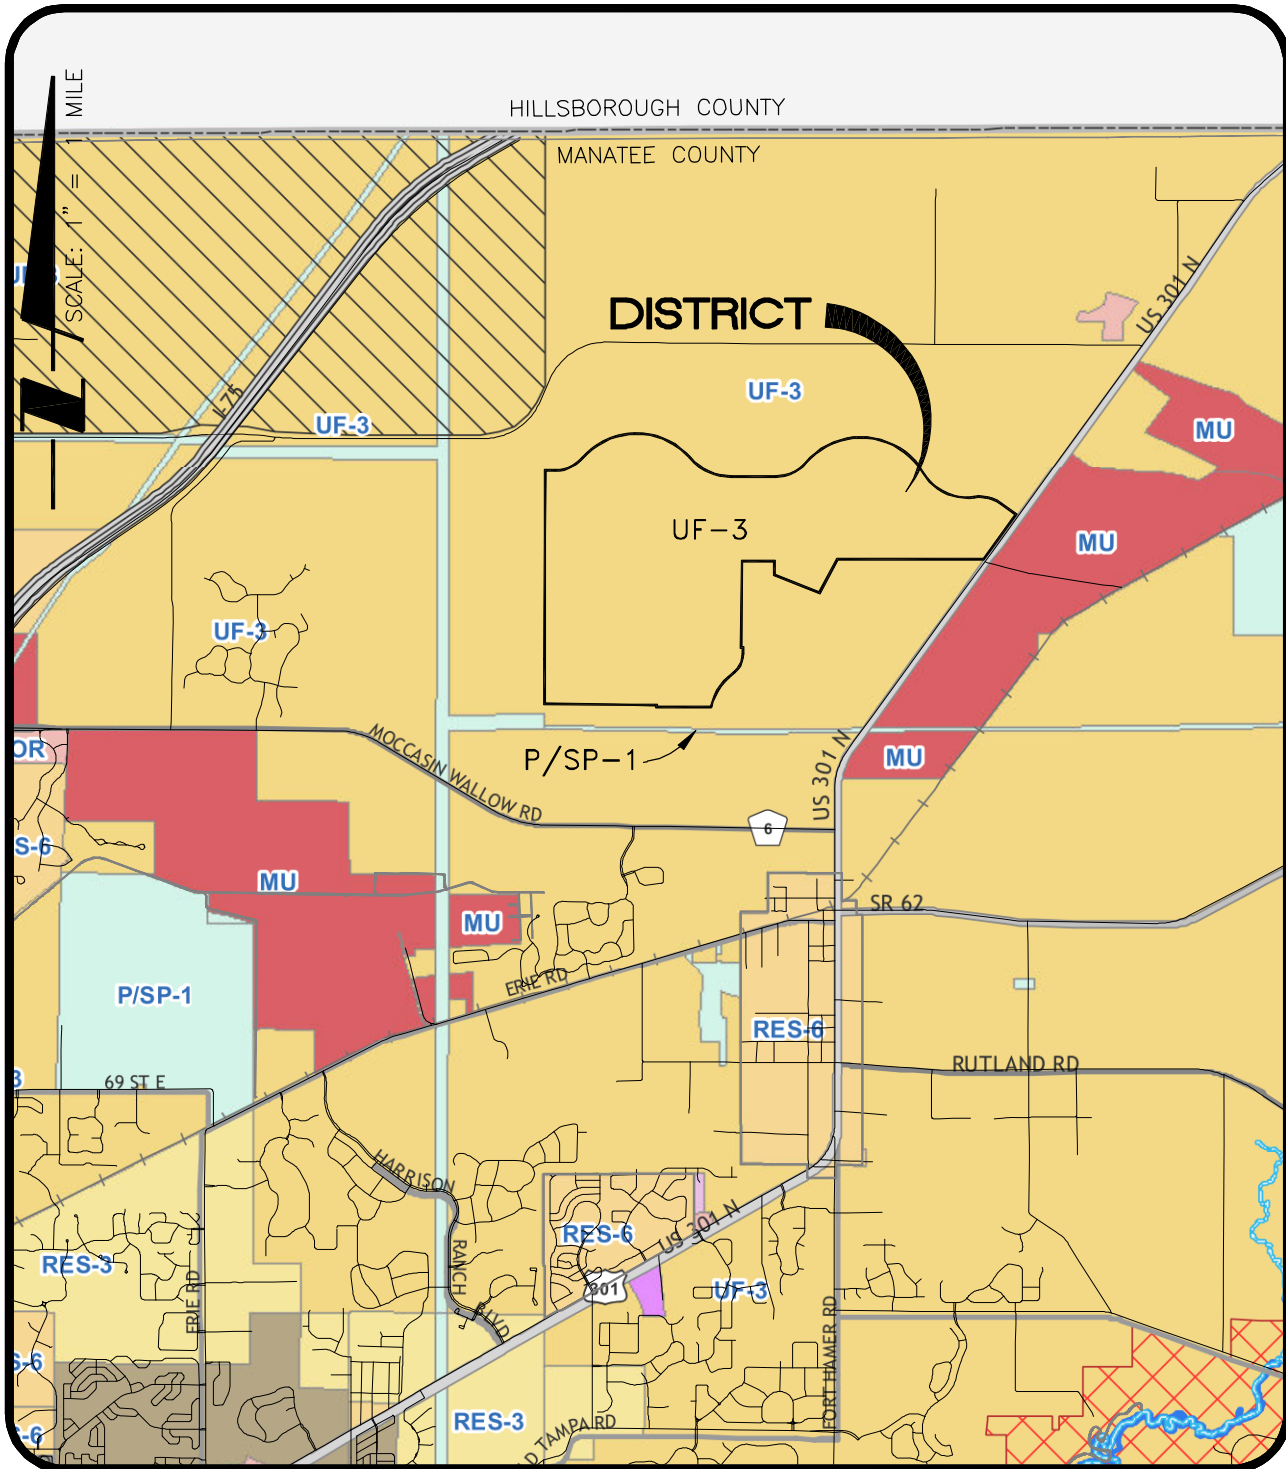 HILLSBOROUGH COUNTY
MANATEE COUNTY
SCALE: 1" = 1 MILE
N
I-75
US 301 N
DISTRICT
UF-3
UF-3
MU
UF-3
MU
UF-3
P/SP-1
MOCCASIN WALLOW RD
US 301 N
MU
OR
6
S-6
MU
MU
SR 62
ERIE RD
P/SP-1
RES-6
69 ST E
RUTLAND RD
3
HARRISON
RANCH
BLVD
RES-6
US 301 N
RES-3
301
UF-3
ERIE RD
FORT HAMER RD
S-6
RES-3
D TAMPA RD
-6